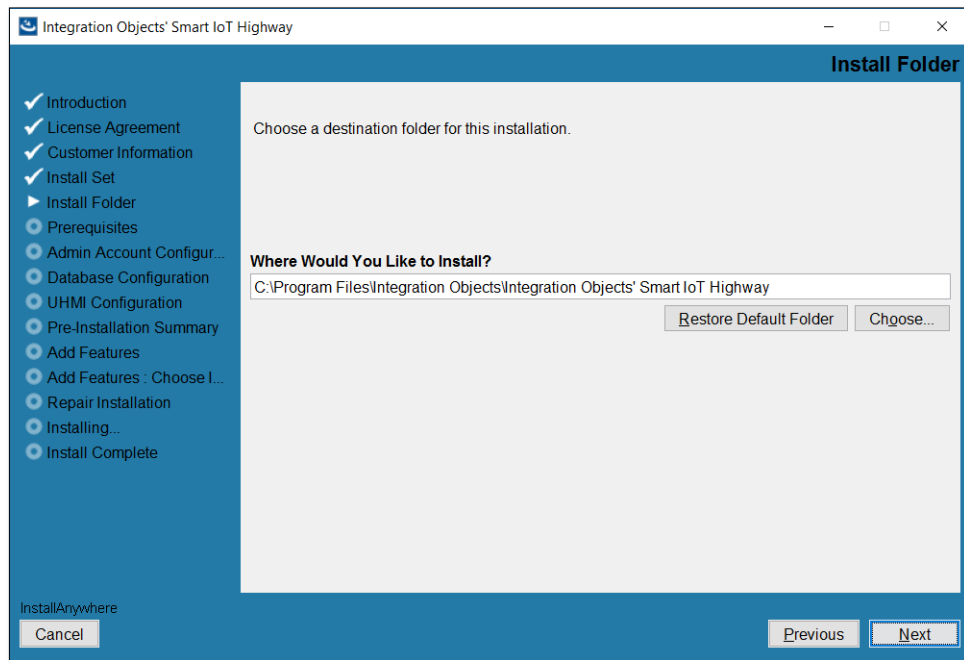 Integration Objects' Smart IoT Highway
Install Folder
Introduction
License Agreement
Customer Information
Install Set
Install Folder
Prerequisites
Admin Account Configur...
Database Configuration
UHMI Configuration
Pre-Installation Summary
Add Features
Add Features : Choose I...
Repair Installation
Installing...
Install Complete
Choose a destination folder for this installation.
Where Would You Like to Install?
C:\Program Files\Integration Objects\Integration Objects' Smart IoT Highway
Restore Default Folder Choose...
InstallAnywhere
Cancel Previous Next